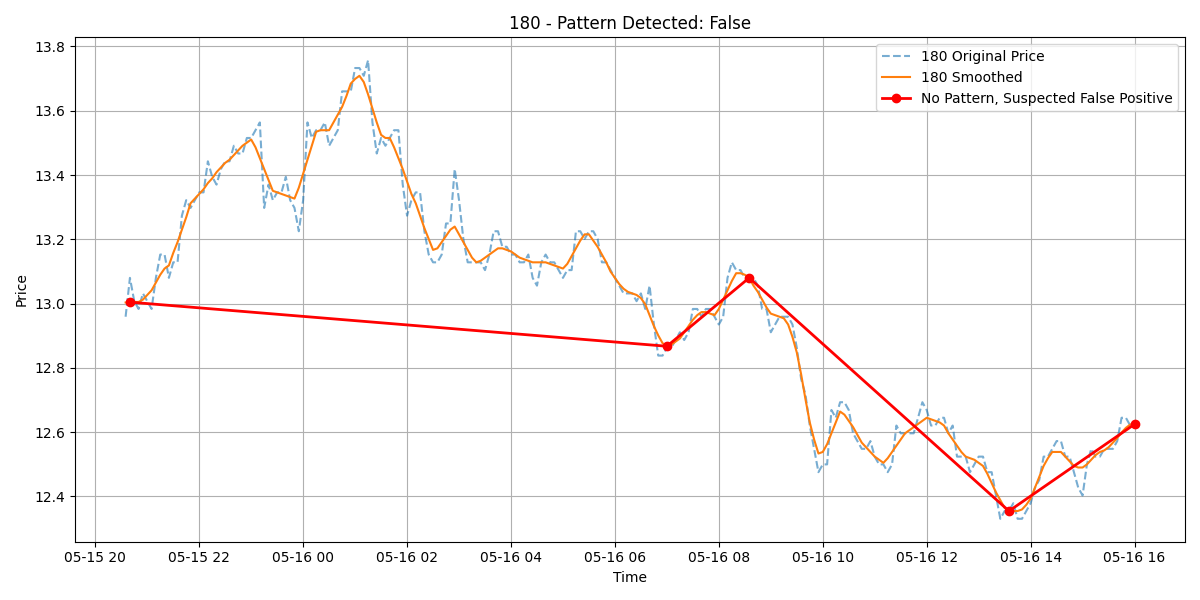 180 - Pattern Detected: False
180 Original Price
180 Smoothed
No Pattern, Suspected False Positive
Price
13.8
13.6
13.4
13.2
13.0
12.8
12.6
12.4
05-15 20 05-15 22 05-16 00 05-16 02 05-16 04 05-16 06 05-16 08 05-16 10 05-16 12 05-16 14 05-16 16
Time